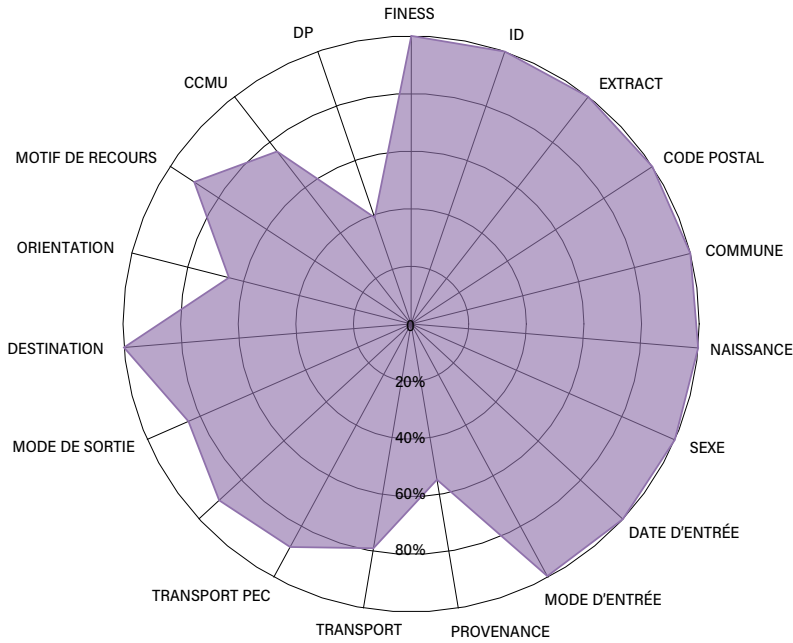 FINESS
DP
ID
CCMU
EXTRACT
MOTIF DE RECOURS
CODE POSTAL
ORIENTATION
COMMUNE
0
DESTINATION
NAISSANCE
20%
40%
MODE DE SORTIE
SEXE
60%
DATE D’ENTRÉE
80%
TRANSPORT PEC
MODE D’ENTRÉE
TRANSPORT
PROVENANCE